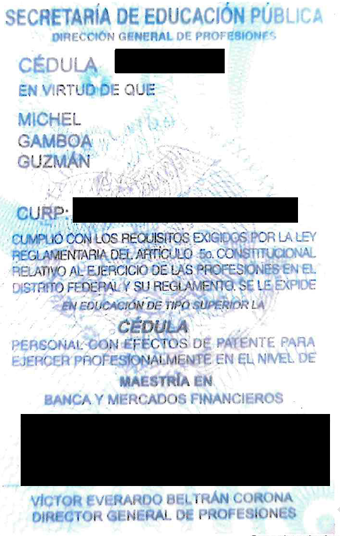 SECRETARÍA DE EDUCACIÓN PÚBLICA
DIRECCIÓN GENERAL DE PROFESIONES
CÉDULA
EN VIRTUD DE QUE
MICHEL
GAMBOA
GUZMÁN
CURP:
CUMPLIÓ CON LOS REQUISITOS EXIGIDOS POR LA LEY
REGLAMENTARIA DEL ARTÍCULO 5o. CONSTITUCIONAL
RELATIVO AL EJERCICIO DE LAS PROFESIONES EN EL
DISTRITO FEDERAL Y SU REGLAMENTO, SE LE EXPIDE
EN EDUCACIÓN DE TIPO SUPERIOR LA
CÉDULA
PERSONAL CON EFECTOS DE PATENTE PARA
EJERCER PROFESIONALMENTE EN EL NIVEL DE
MAESTRÍA EN
BANCA Y MERCADOS FINANCIEROS
VÍCTOR EVERARDO BELTRÁN CORONA
DIRECTOR GENERAL DE PROFESIONES